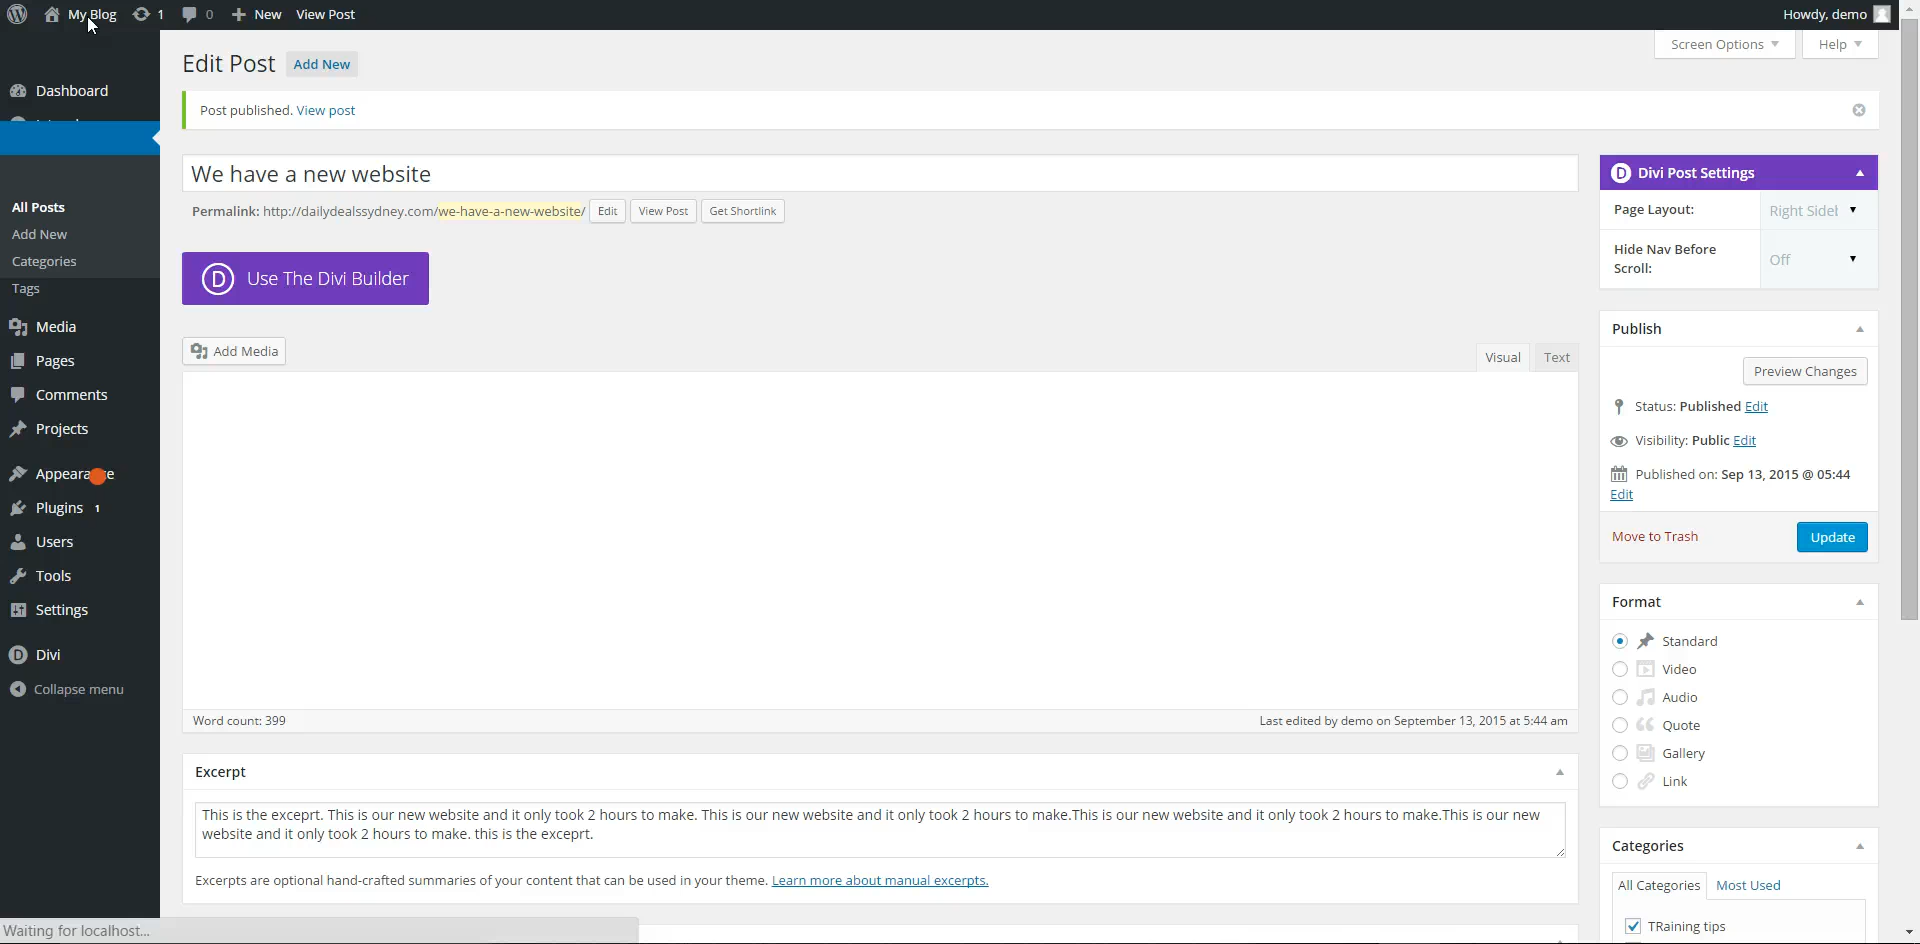 My Blog 1 0 New View Post Howdy, demo
Screen Options Help
Edit Post Add New
Dashboard
Post published. View post
All Posts
Add New
Categories
Tags
Media
Pages
Comments
Projects
Plugins 1
Users
Tools
Settings
Divi
Collapse menu
We have a new website
Permalink: http://dailydealssydney.com/we-have-a-new-website/ Edit View Post Get Shortlink
D Use The Divi Builder
Add Media
Visual Text
Word count: 399 Last edited by demo on September 13, 2015 at 5:44 am
Excerpt
This is the exceprt. This is our new website and it only took 2 hours to make. This is our new website and it only took 2 hours to make.This is our new website and it only took 2 hours to make.This is our new
website and it only took 2 hours to make. this is the exceprt.
Excerpts are optional hand-crafted summaries of your content that can be used in your theme. Learn more about manual excerpts.
D Divi Post Settings
Page Layout: Right Sidel
Hide Nav Before
Scroll: Off
Publish
Preview Changes
Status: Published Edit
Visibility: Public Edit
Published on: Sep 13, 2015 @ 05:44
Edit
Move to Trash Update
Format
Standard
Video
Audio
Quote
Gallery
Link
Categories
All Categories Most Used
TRaining tips
Waiting for localhost...